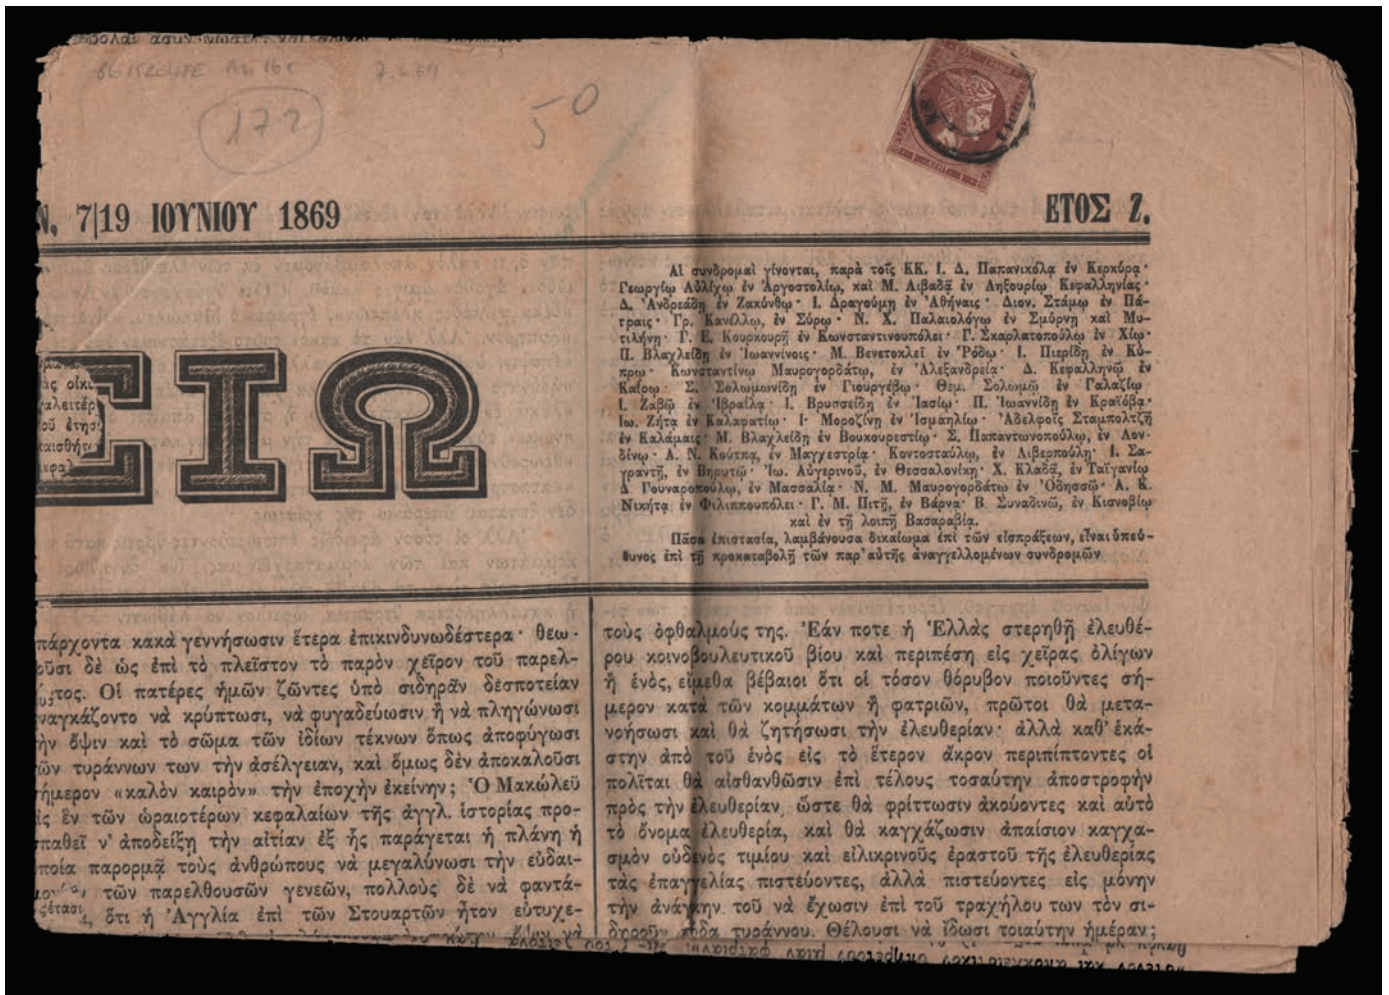 172
50
7|19 ΙΟΥΝΙΟΥ 1869
ΕΤΟΣ Ζ.
ΕΙΩ
Αἱ συνδρομαὶ γίνονται, παρὰ τοῖς ΚΚ. Ι. Δ. Παπανικόλᾳ ἐν Κερκύρᾳ·
Γεωργίῳ Αὐλίχῳ ἐν Ἀργοστολίῳ, καὶ Μ. Λιβαδᾷ ἐν Ληξουρίῳ Κεφαλληνίας·
Δ. Ἀνδρεάδῃ ἐν Ζακύνθῳ· Ι. Δραγούμῃ ἐν Ἀθήναις· Διον. Στάμῳ ἐν Πά-
τραις· Γρ. Κανέλλῳ, ἐν Σύρῳ· Ν. Χ. Παλαιολόγῳ ἐν Σμύρνῃ καὶ Μυ-
τιλήνῃ· Γ. Ε. Κουρκουρῇ ἐν Κωνσταντινουπόλει· Γ. Σκαρλατοπούλῳ ἐν Χίῳ·
Π. Βλαχλείδῃ ἐν Ἰωαννίνοις· Μ. Βενετοκλεῖ ἐν Ῥόδῳ· Ι. Πιερίδῃ ἐν Κύ-
πρῳ· Κωνσταντίνῳ Μαυρογορδάτῳ, ἐν Ἀλεξανδρείᾳ· Δ. Κεφαλληνῷ ἐν
Καΐρῳ· Σ. Σολωμωνίδῃ ἐν Γιουργέβῳ· Θεμ. Σολωμῷ ἐν Γαλαζίῳ
Ι. Ζαβῷ ἐν Ἰβραΐλᾳ· Ι. Βρυσσείδῃ ἐν Ἰασίῳ· Π. Ἰωαννίδῃ ἐν Κραϊόβᾳ·
Ἰω. Ζήτᾳ ἐν Καλαφατίῳ· Ι· Μοροζίνῃ ἐν Ἰσμαηλίῳ· Ἀδελφοῖς Σταμπολτζῆ
ἐν Καλάμαις· Μ. Βλαχλείδῃ ἐν Βουκουρεστίῳ· Σ. Παπαντωνοπούλῳ, ἐν Λον-
δίνῳ· Α. Ν. Κούτπᾳ, ἐν Μαγχεστρίᾳ· Κοντοσταύλῳ, ἐν Λιβερπούλῃ· Ι. Σα-
γραντῇ, ἐν Βηρυτῷ· Ἰω. Αὐγερινοῦ, ἐν Θεσσαλονίκῃ· Χ. Κλαδᾷ, ἐν Ταϊγανίῳ
Δ Γουναροπούλῳ, ἐν Μασσαλίᾳ· Ν. Μ. Μαυρογορδάτῳ ἐν Ὀδησσῷ· Α. Κ.
Νικήτᾳ ἐν Φιλιππουπόλει· Γ. Μ. Πιτῇ, ἐν Βάρνᾳ· Β. Συναδινῷ, ἐν Κισνοβίῳ
καὶ ἐν τῇ λοιπῇ Βασαραβίᾳ.
Πᾶσα ἐπιστασία, λαμβάνουσα δικαίωμα ἐπὶ τῶν εἰσπράξεων, εἶναι ὑπεύ-
θυνος ἐπὶ τῇ προκαταβολῇ τῶν παρ' αὐτῆς ἀναγγελλομένων συνδρομῶν
πάρχοντα κακὰ γεννήσωσιν ἕτερα ἐπικινδυνωδέστερα· θεω-
οῦσι δὲ ὡς ἐπὶ τὸ πλεῖστον τὸ παρὸν χεῖρον τοῦ παρελ-
τος. Οἱ πατέρες ἡμῶν ζῶντες ὑπὸ σιδηρᾶν δεσποτείαν
ναγκάζοντο νὰ κρύπτωσι, νὰ φυγαδεύωσιν ἢ νὰ πληγώνωσι
ὴν ὄψιν καὶ τὸ σῶμα τῶν ἰδίων τέκνων ὅπως ἀποφύγωσι
ῶν τυράννων των τὴν ἀσέλγειαν, καὶ ὅμως δὲν ἀποκαλοῦσι
ήμερον «καλὸν καιρὸν» τὴν ἐποχὴν ἐκείνην; Ὁ Μακώλεϋ
ἰς ἓν τῶν ὡραιοτέρων κεφαλαίων τῆς ἀγγλ. ἱστορίας προ-
σπαθεῖ ν' ἀποδείξῃ τὴν αἰτίαν ἐξ ἧς παράγεται ἡ πλάνη ἡ
ποία παρορμᾷ τοὺς ἀνθρώπους νὰ μεγαλύνωσι τὴν εὐδαι-
τῶν παρελθουσῶν γενεῶν, πολλοὺς δὲ νὰ φαντά-
ὅτι ἡ Ἀγγλία ἐπὶ τῶν Στουαρτῶν ἦτον εὐτυχε-
τοὺς ὀφθαλμούς της. Ἐάν ποτε ἡ Ἑλλὰς στερηθῇ ἐλευθέ-
ρου κοινοβουλευτικοῦ βίου καὶ περιπέσῃ εἰς χεῖρας ὀλίγων
ἢ ἑνὸς, εἴμεθα βέβαιοι ὅτι οἱ τόσον θόρυβον ποιοῦντες σή-
μερον κατὰ τῶν κομμάτων ἢ φατριῶν, πρῶτοι θὰ μετα-
νοήσωσι καὶ θὰ ζητήσωσι τὴν ἐλευθερίαν· ἀλλὰ καθ' ἑκά-
στην ἀπὸ τοῦ ἑνὸς εἰς τὸ ἕτερον ἄκρον περιπίπτοντες οἱ
πολῖται θὰ αἰσθανθῶσιν ἐπὶ τέλους τοσαύτην ἀποστροφὴν
πρὸς τὴν ἐλευθερίαν, ὥστε θὰ φρίττωσιν ἀκούοντες καὶ αὐτὸ
τὸ ὄνομα ἐλευθερία, καὶ θὰ καγχάζωσιν ἀπαίσιον καγχα-
σμὸν οὐδενὸς τιμίου καὶ εἰλικρινοῦς ἐραστοῦ τῆς ἐλευθερίας
τὰς ἐπαγγελίας πιστεύοντες, ἀλλὰ πιστεύοντες εἰς μόνην
τὴν ἀνάγκην τοῦ νὰ ἔχωσιν ἐπὶ τοῦ τραχήλου των τὸν σι-
δηροῦν πόδα τυράννου. Θέλουσι νὰ ἴδωσι τοιαύτην ἡμέραν;